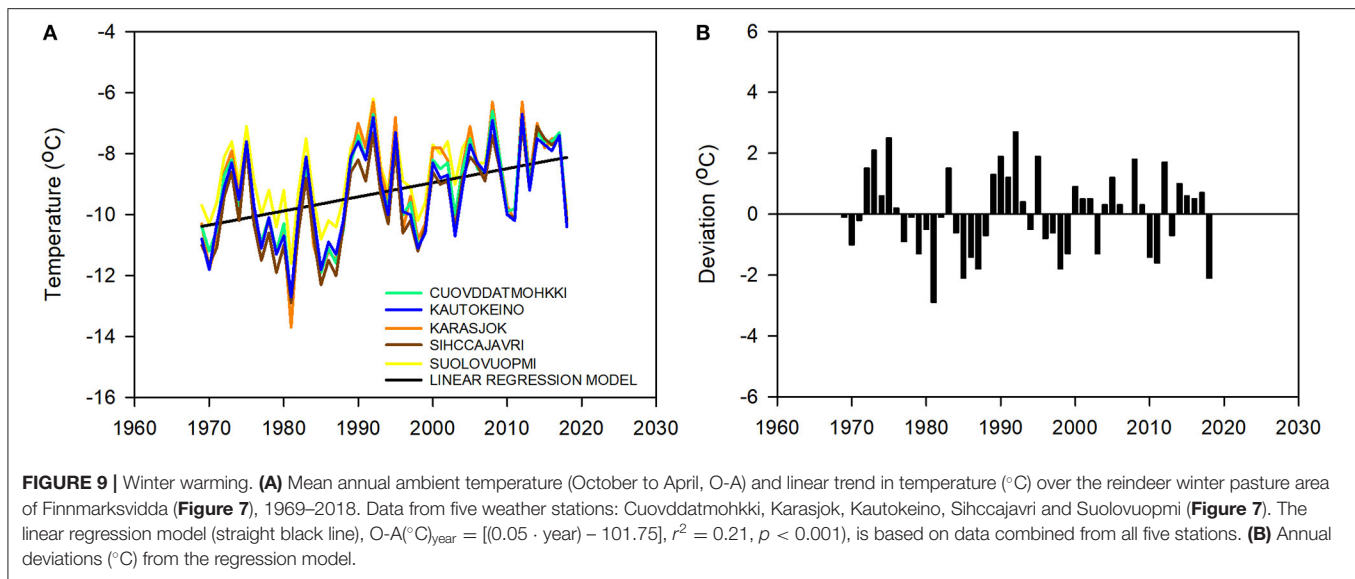 A
-4
-6
-8
-10
-12
-14
-16
Temperature (°C)
CUOVDDATMOHKKI
KAUTOKEINO
KARASJOK
SIHCCAJAVRI
SUOLOVUOPMI
LINEAR REGRESSION MODEL
1960 1970 1980 1990 2000 2010 2020 2030
B
6
4
2
0
-2
-4
-6
Deviation (°C)
1960 1970 1980 1990 2000 2010 2020 2030
FIGURE 9 | Winter warming. (A) Mean annual ambient temperature (October to April, O-A) and linear trend in temperature (°C) over the reindeer winter pasture area
of Finnmarksvidda (Figure 7), 1969–2018. Data from five weather stations: Cuovddatmohkki, Karasjok, Kautokeino, Sihccajavri and Suolovuopmi (Figure 7). The
linear regression model (straight black line), O-A(°C)year = [(0.05 · year) – 101.75], r² = 0.21, p < 0.001), is based on data combined from all five stations. (B) Annual
deviations (°C) from the regression model.